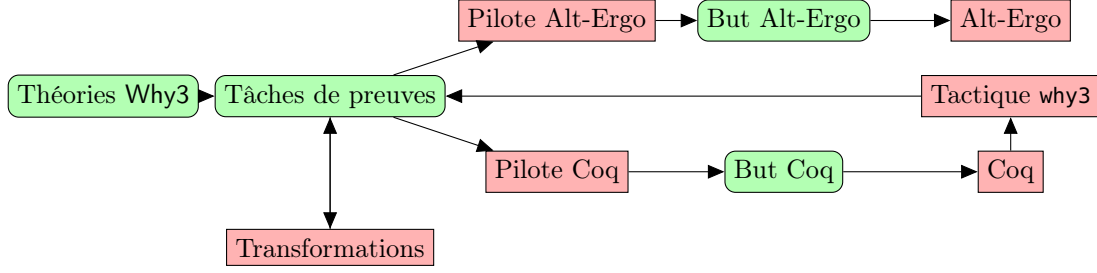 Pilote Alt-Ergo
But Alt-Ergo
Alt-Ergo
Théories Why3
Tâches de preuves
Tactique why3
Pilote Coq
But Coq
Coq
Transformations